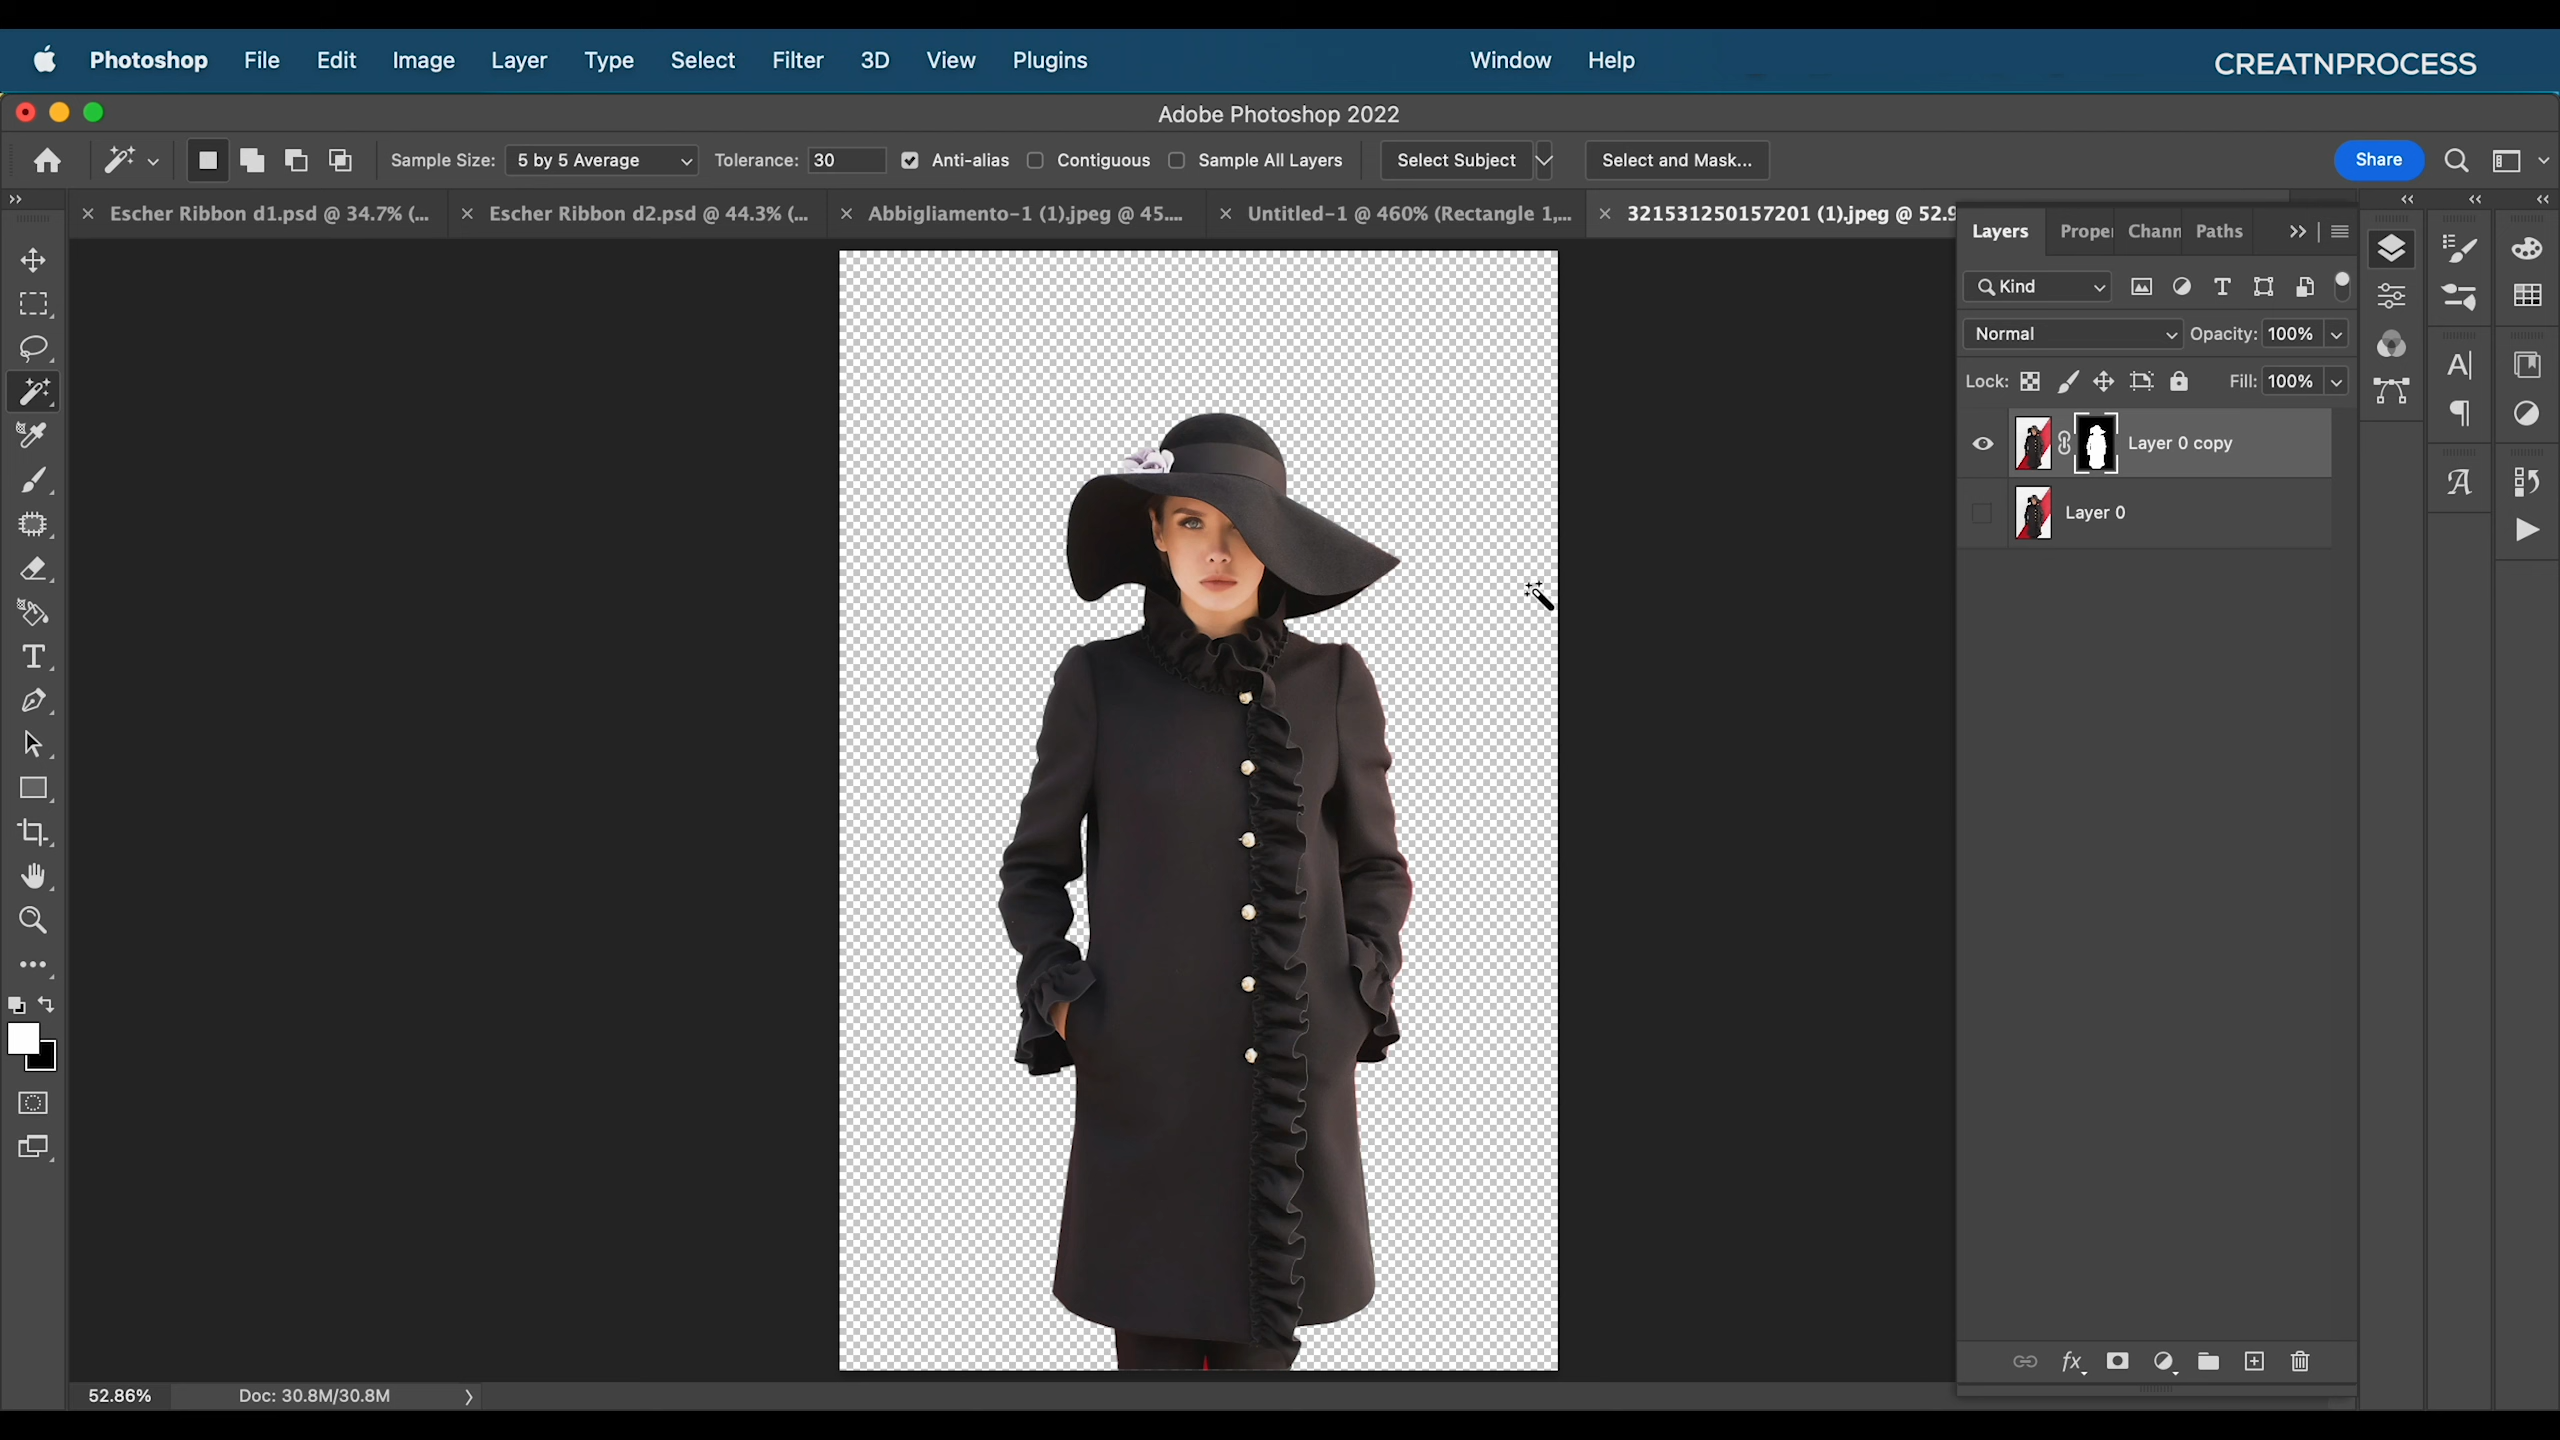 Photoshop File Edit Image Layer Type Select Filter 3D View Plugins Window Help CREATNPROCESS
Adobe Photoshop 2022
Sample Size: 5 by 5 Average Tolerance: 30 Anti-alias Contiguous Sample All Layers Select Subject Select and Mask... Share
Escher Ribbon d1.psd @ 34.7% (... Escher Ribbon d2.psd @ 44.3% (... Abbigliamento-1 (1).jpeg @ 45.... Untitled-1 @ 460% (Rectangle 1,... 321531250157201 (1).jpeg @ 52.9
Layers Proper Chann Paths
Kind
Normal Opacity: 100%
Lock: Fill: 100%
Layer 0 copy
Layer 0
fx
52.86% Doc: 30.8M/30.8M